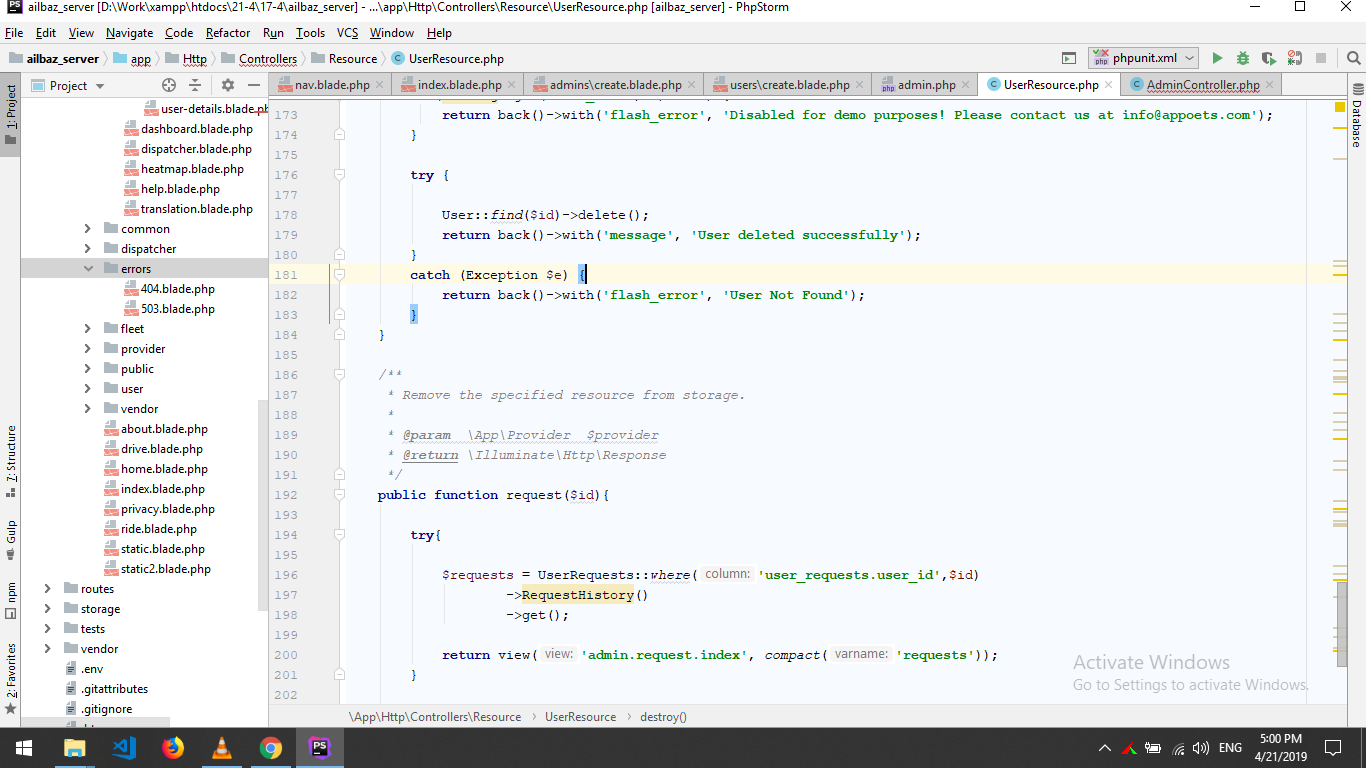 ailbaz_server [D:\Work\xampp\htdocs\21-4\17-4\ailbaz_server] - ...\app\Http\Controllers\Resource\UserResource.php [ailbaz_server] - PhpStorm
File Edit View Navigate Code Refactor Run Tools VCS Window Help
ailbaz_server app Http Controllers Resource UserResource.php phpunit.xml
Project nav.blade.php index.blade.php admins\create.blade.php users\create.blade.php admin.php UserResource.php AdminController.php
1: Project
Z: Structure
Gulp
npm
2: Favorites
Database
user-details.blade.ph
dashboard.blade.php
dispatcher.blade.php
heatmap.blade.php
help.blade.php
translation.blade.php
common
dispatcher
errors
404.blade.php
503.blade.php
fleet
provider
public
user
vendor
about.blade.php
drive.blade.php
home.blade.php
index.blade.php
privacy.blade.php
ride.blade.php
static.blade.php
static2.blade.php
routes
storage
tests
vendor
.env
.gitattributes
.gitignore
173 return back()->with('flash_error', 'Disabled for demo purposes! Please contact us at info@appoets.com');
174 }
175
176 try {
177
178 User::find($id)->delete();
179 return back()->with('message', 'User deleted successfully');
180 }
181 catch (Exception $e) {
182 return back()->with('flash_error', 'User Not Found');
183 }
184 }
185
186 /**
187 * Remove the specified resource from storage.
188 *
189 * @param \App\Provider $provider
190 * @return \Illuminate\Http\Response
191 */
192 public function request($id){
193
194 try{
195
196 $requests = UserRequests::where( column: 'user_requests.user_id',$id)
197 ->RequestHistory()
198 ->get();
199
200 return view( view: 'admin.request.index', compact( varname: 'requests'));
201 }
202
Activate Windows
Go to Settings to activate Windows.
\App\Http\Controllers\Resource UserResource destroy()
ENG
5:00 PM
4/21/2019